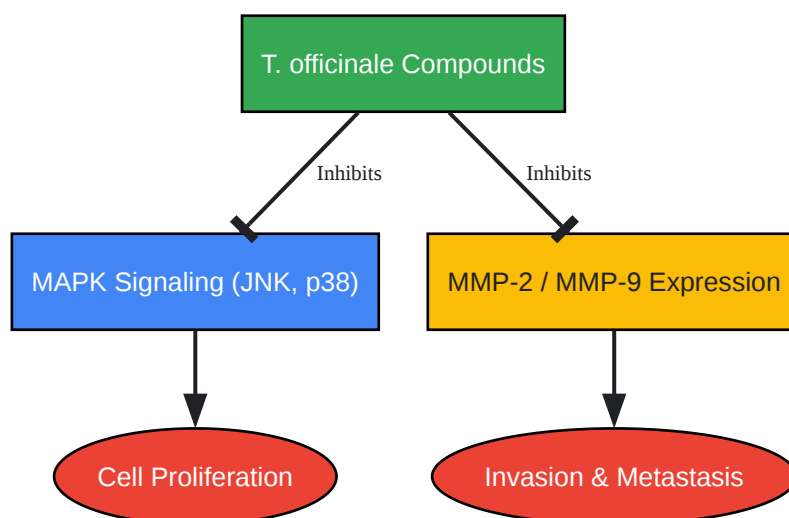 T. officinale Compounds
Inhibits
Inhibits
MAPK Signaling (JNK, p38)
MMP-2 / MMP-9 Expression
Cell Proliferation
Invasion & Metastasis